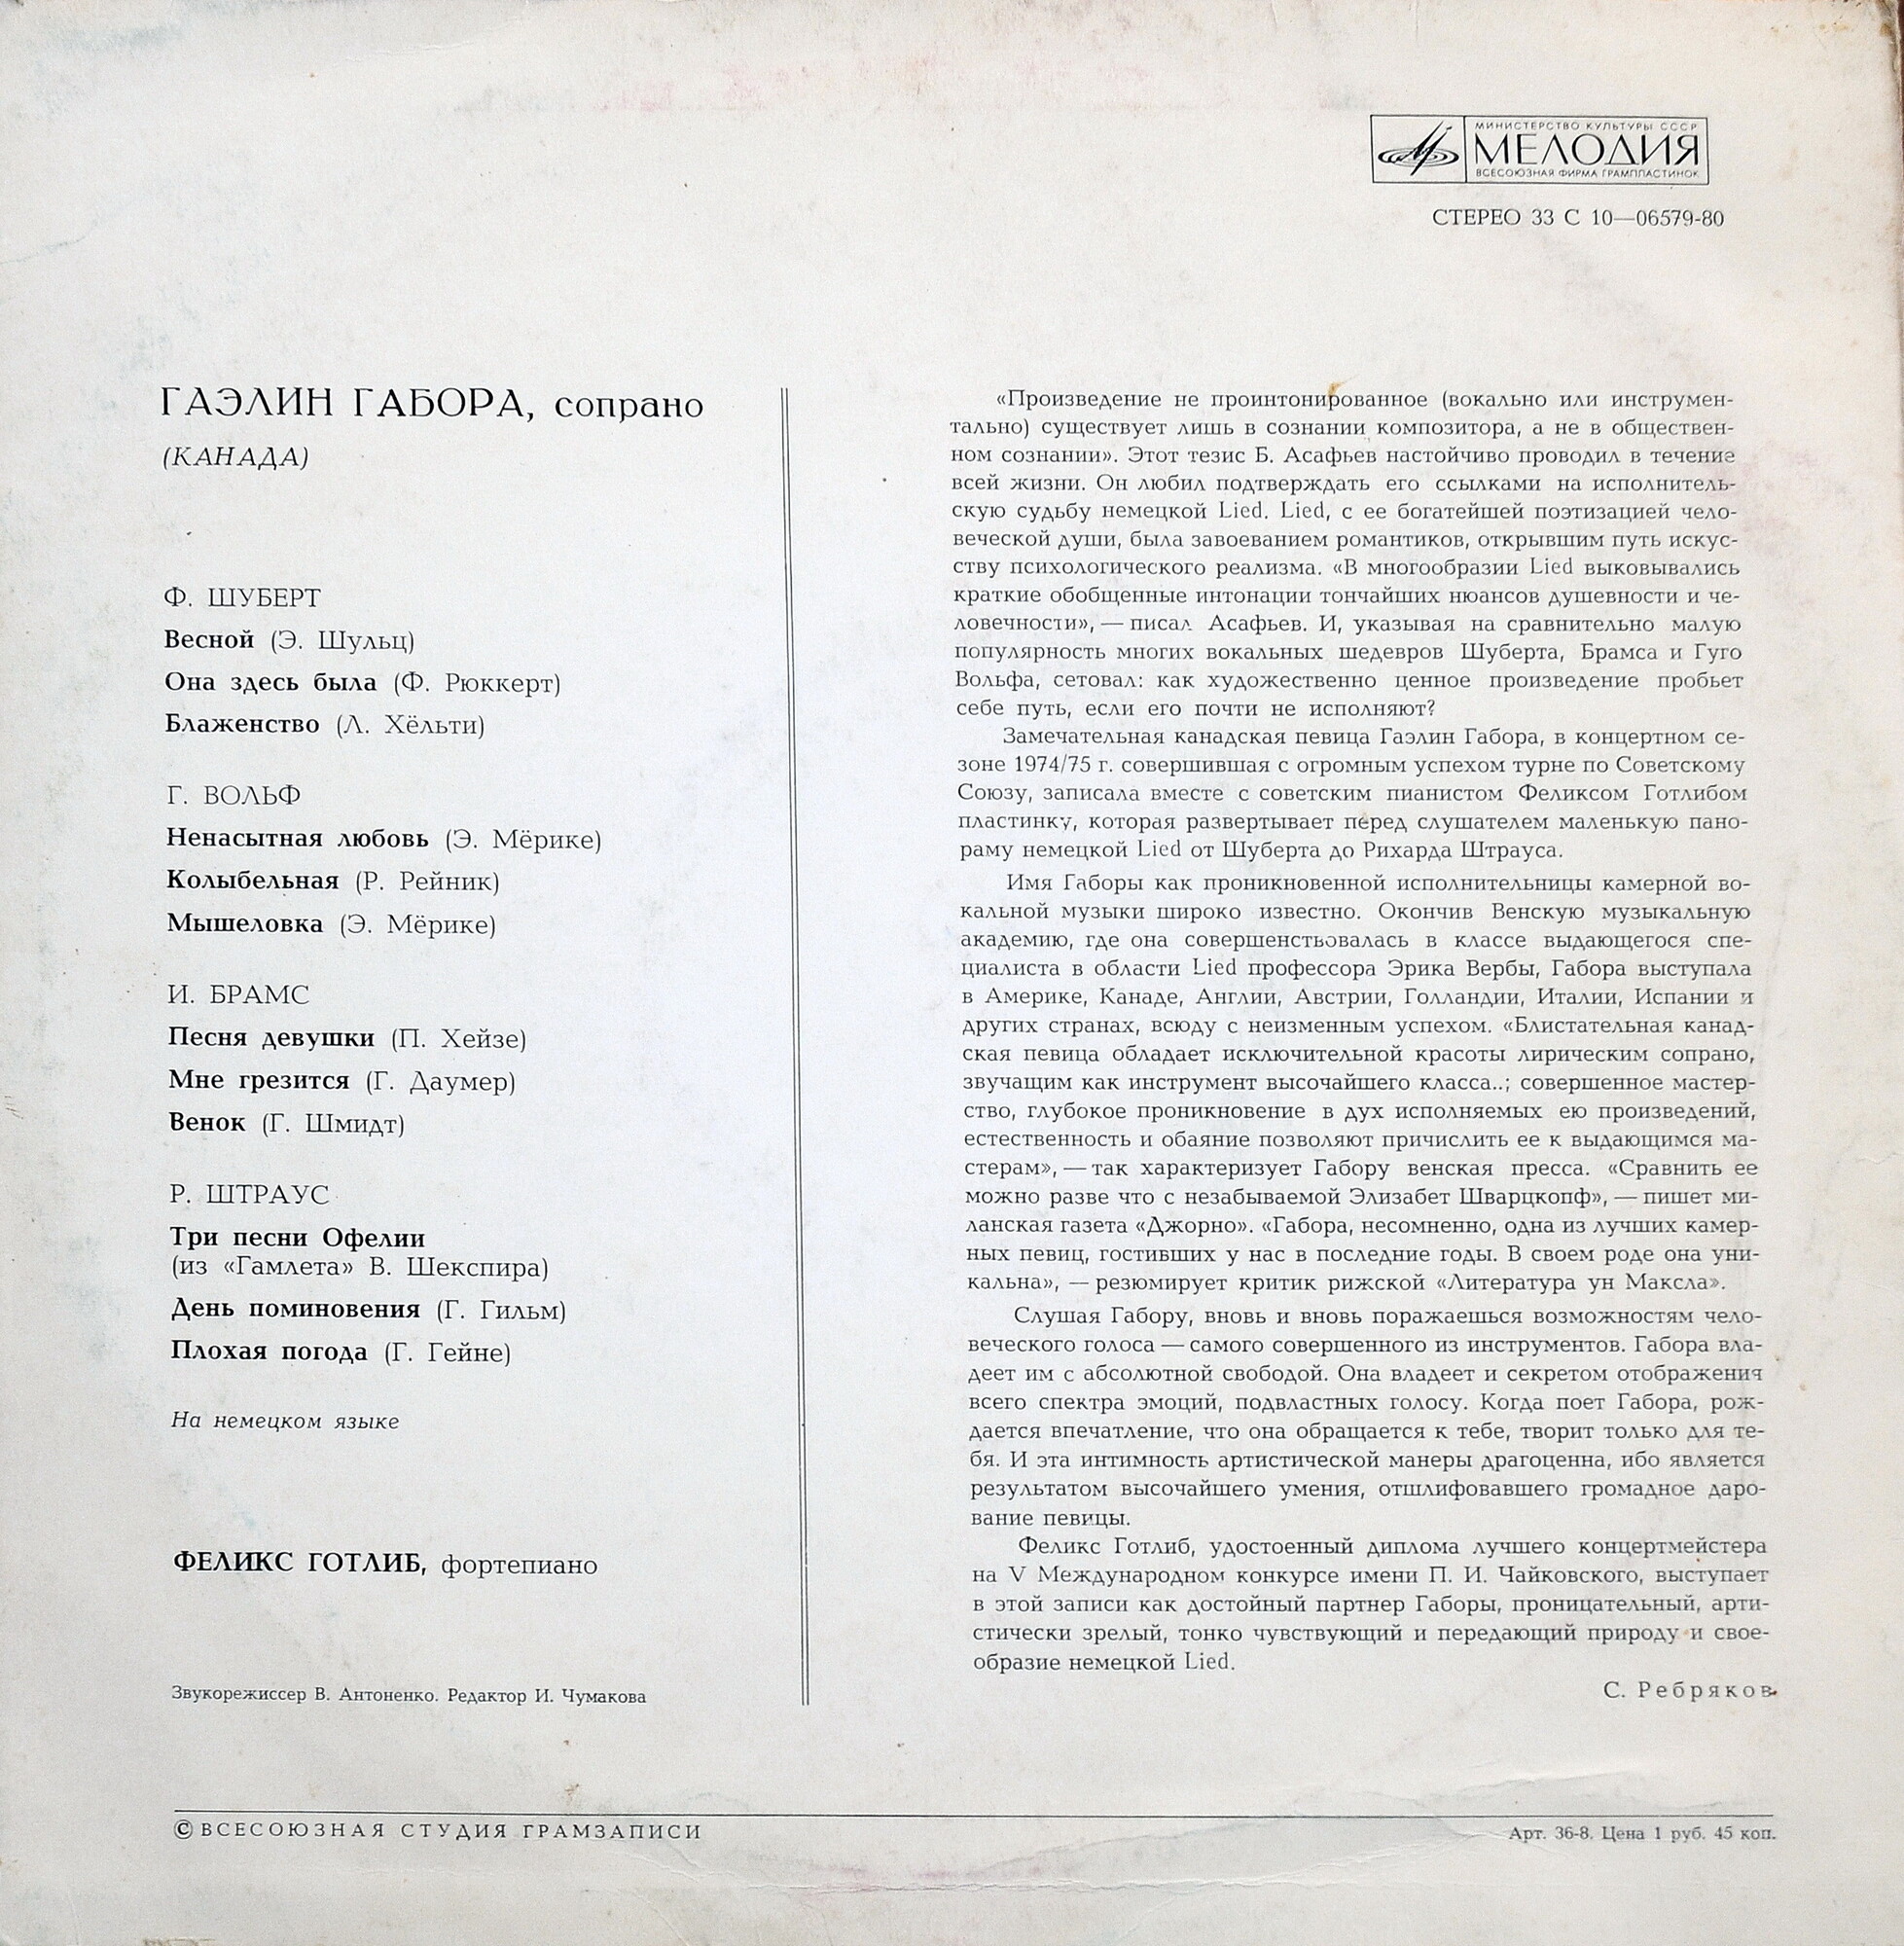 МИНИСТЕРСТВО КУЛЬТУРЫ СССР
МЕЛОДИЯ
ВСЕСОЮЗНАЯ ФИРМА ГРАМПЛАСТИНОК
СТЕРЕО 33 С 10—06579-80
ГАЭЛИН ГАБОРА, сопрано
(КАНАДА)
Ф. ШУБЕРТ
Весной (Э. Шульц)
Она здесь была (Ф. Рюккерт)
Блаженство (Л. Хёльти)
Г. ВОЛЬФ
Ненасытная любовь (Э. Мёрике)
Колыбельная (Р. Рейник)
Мышеловка (Э. Мёрике)
И. БРАМС
Песня девушки (П. Хейзе)
Мне грезится (Г. Даумер)
Венок (Г. Шмидт)
Р. ШТРАУС
Три песни Офелии
(из «Гамлета» В. Шекспира)
День поминовения (Г. Гильм)
Плохая погода (Г. Гейне)
На немецком языке
ФЕЛИКС ГОТЛИБ, фортепиано
Звукорежиссер В. Антоненко. Редактор И. Чумакова
«Произведение не проинтонированное (вокально или инструмен-
тально) существует лишь в сознании композитора, а не в обществен-
ном сознании». Этот тезис Б. Асафьев настойчиво проводил в течение
всей жизни. Он любил подтверждать его ссылками на исполнитель-
скую судьбу немецкой Lied. Lied, с ее богатейшей поэтизацией чело-
веческой души, была завоеванием романтиков, открывшим путь искус-
ству психологического реализма. «В многообразии Lied выковывались
краткие обобщенные интонации тончайших нюансов душевности и че-
ловечности», — писал Асафьев. И, указывая на сравнительно малую
популярность многих вокальных шедевров Шуберта, Брамса и Гуго
Вольфа, сетовал: как художественно ценное произведение пробьет
себе путь, если его почти не исполняют?
Замечательная канадская певица Гаэлин Габора, в концертном се-
зоне 1974/75 г. совершившая с огромным успехом турне по Советскому
Союзу, записала вместе с советским пианистом Феликсом Готлибом
пластинку, которая развертывает перед слушателем маленькую пано-
раму немецкой Lied от Шуберта до Рихарда Штрауса.
Имя Габоры как проникновенной исполнительницы камерной во-
кальной музыки широко известно. Окончив Венскую музыкальную
академию, где она совершенствовалась в классе выдающегося спе-
циалиста в области Lied профессора Эрика Вербы, Габора выступала
в Америке, Канаде, Англии, Австрии, Голландии, Италии, Испании и
других странах, всюду с неизменным успехом. «Блистательная канад-
ская певица обладает исключительной красоты лирическим сопрано,
звучащим как инструмент высочайшего класса..; совершенное мастер-
ство, глубокое проникновение в дух исполняемых ею произведений,
естественность и обаяние позволяют причислить ее к выдающимся ма-
стерам», — так характеризует Габору венская пресса. «Сравнить ее
можно разве что с незабываемой Элизабет Шварцкопф», — пишет ми-
ланская газета «Джорно». «Габора, несомненно, одна из лучших камер-
ных певиц, гостивших у нас в последние годы. В своем роде она уни-
кальна», — резюмирует критик рижской «Литература ун Максла».
Слушая Габору, вновь и вновь поражаешься возможностям чело-
веческого голоса — самого совершенного из инструментов. Габора вла-
деет им с абсолютной свободой. Она владеет и секретом отображения
всего спектра эмоций, подвластных голосу. Когда поет Габора, рож-
дается впечатление, что она обращается к тебе, творит только для те-
бя. И эта интимность артистической манеры драгоценна, ибо является
результатом высочайшего умения, отшлифовавшего громадное даро-
вание певицы.
Феликс Готлиб, удостоенный диплома лучшего концертмейстера
на V Международном конкурсе имени П. И. Чайковского, выступает
в этой записи как достойный партнер Габоры, проницательный, арти-
стически зрелый, тонко чувствующий и передающий природу и свое-
образие немецкой Lied.
С. Ребряков
© ВСЕСОЮЗНАЯ СТУДИЯ ГРАМЗАПИСИ
Арт. 36-8. Цена 1 руб. 45 коп.